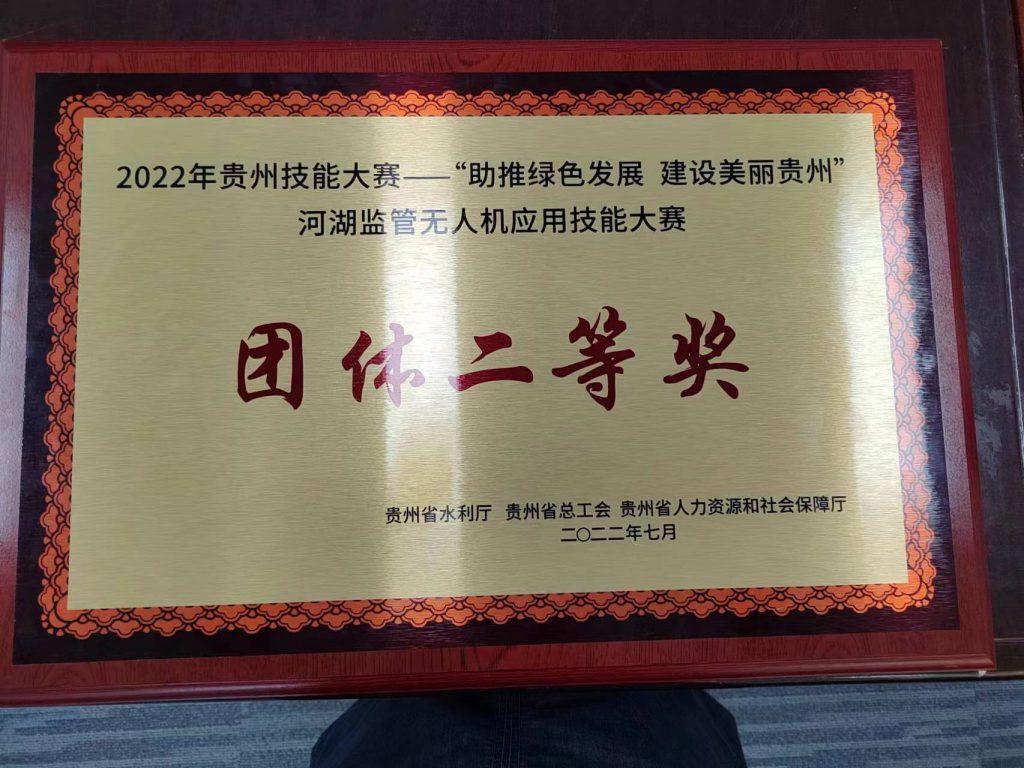 2022年贵州技能大赛——“助推绿色发展 建设美丽贵州”
河湖监管无人机应用技能大赛
团体二等奖
贵州省水利厅 贵州省总工会 贵州省人力资源和社会保障厅
二〇二二年七月